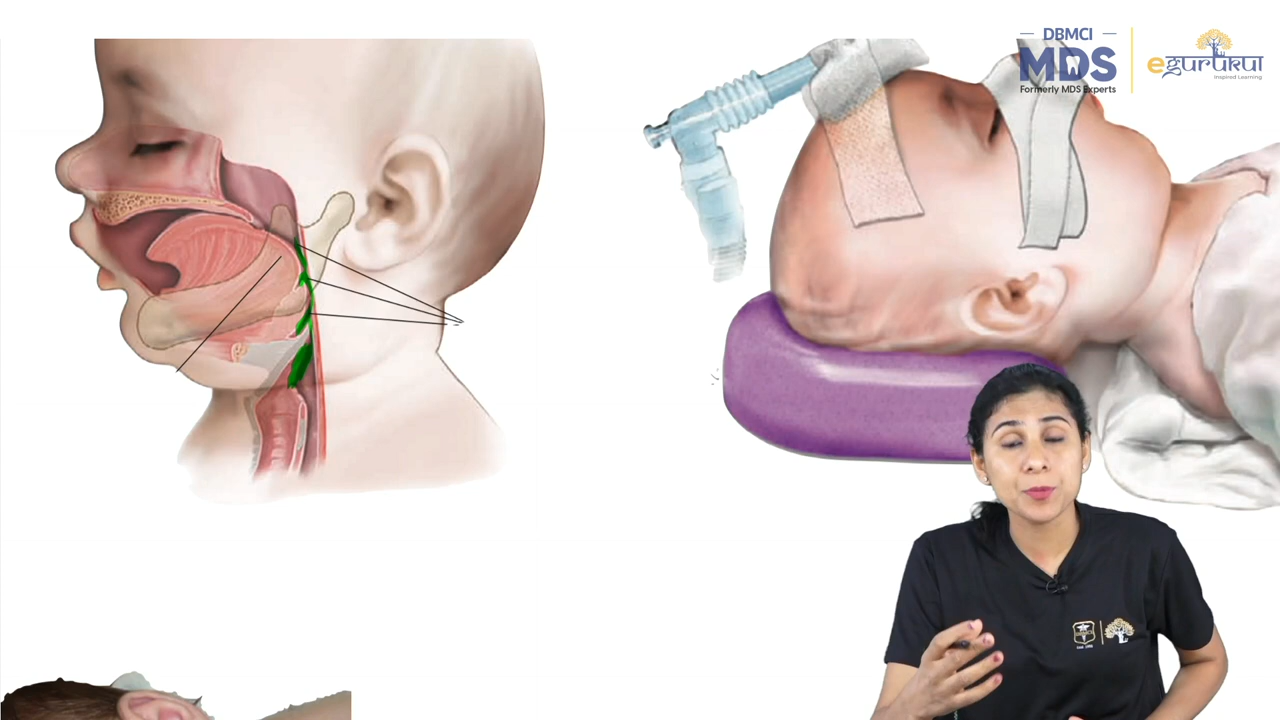 DBMCI
MDS
Formerly MDS Experts
egurukul
Inspired Learning